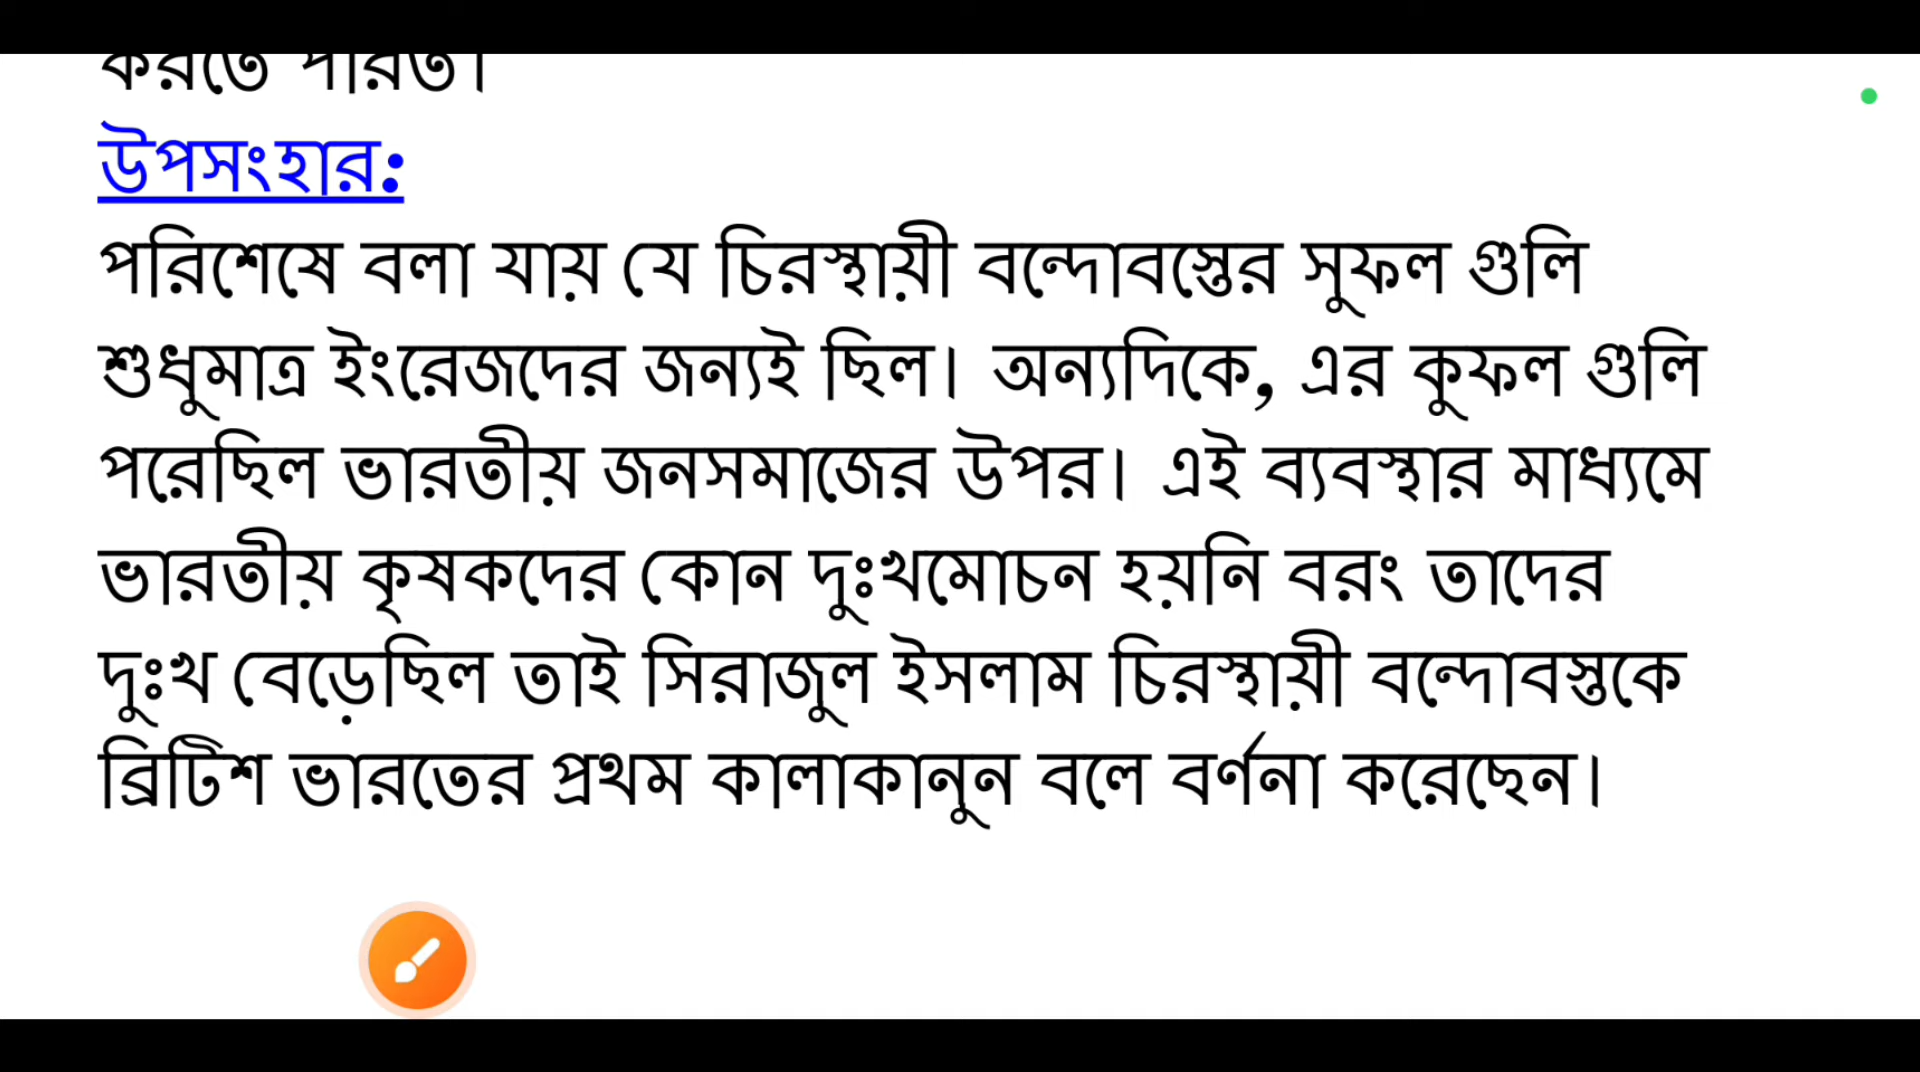 করতে পারত।
উপসংহার:
পরিশেষে বলা যায় যে চিরস্থায়ী বন্দোবস্তের সুফল গুলি
শুধুমাত্র ইংরেজদের জন্যই ছিল। অন্যদিকে, এর কুফল গুলি
পরেছিল ভারতীয় জনসমাজের উপর। এই ব্যবস্থার মাধ্যমে
ভারতীয় কৃষকদের কোন দুঃখমোচন হয়নি বরং তাদের
দুঃখ বেড়েছিল তাই সিরাজুল ইসলাম চিরস্থায়ী বন্দোবস্তকে
ব্রিটিশ ভারতের প্রথম কালাকানুন বলে বর্ণনা করেছেন।